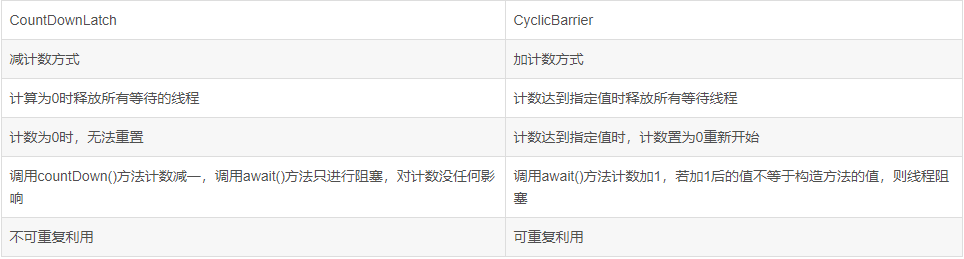 CountDownLatch
CyclicBarrier
减计数方式
加计数方式
计算为0时释放所有等待的线程
计数达到指定值时释放所有等待线程
计数为0时，无法重置
计数达到指定值时，计数置为0重新开始
调用countDown()方法计数减一，调用await()方法只进行阻塞，对计数没任何影
响
调用await()方法计数加1，若加1后的值不等于构造方法的值，则线程阻
塞
不可重复利用
可重复利用